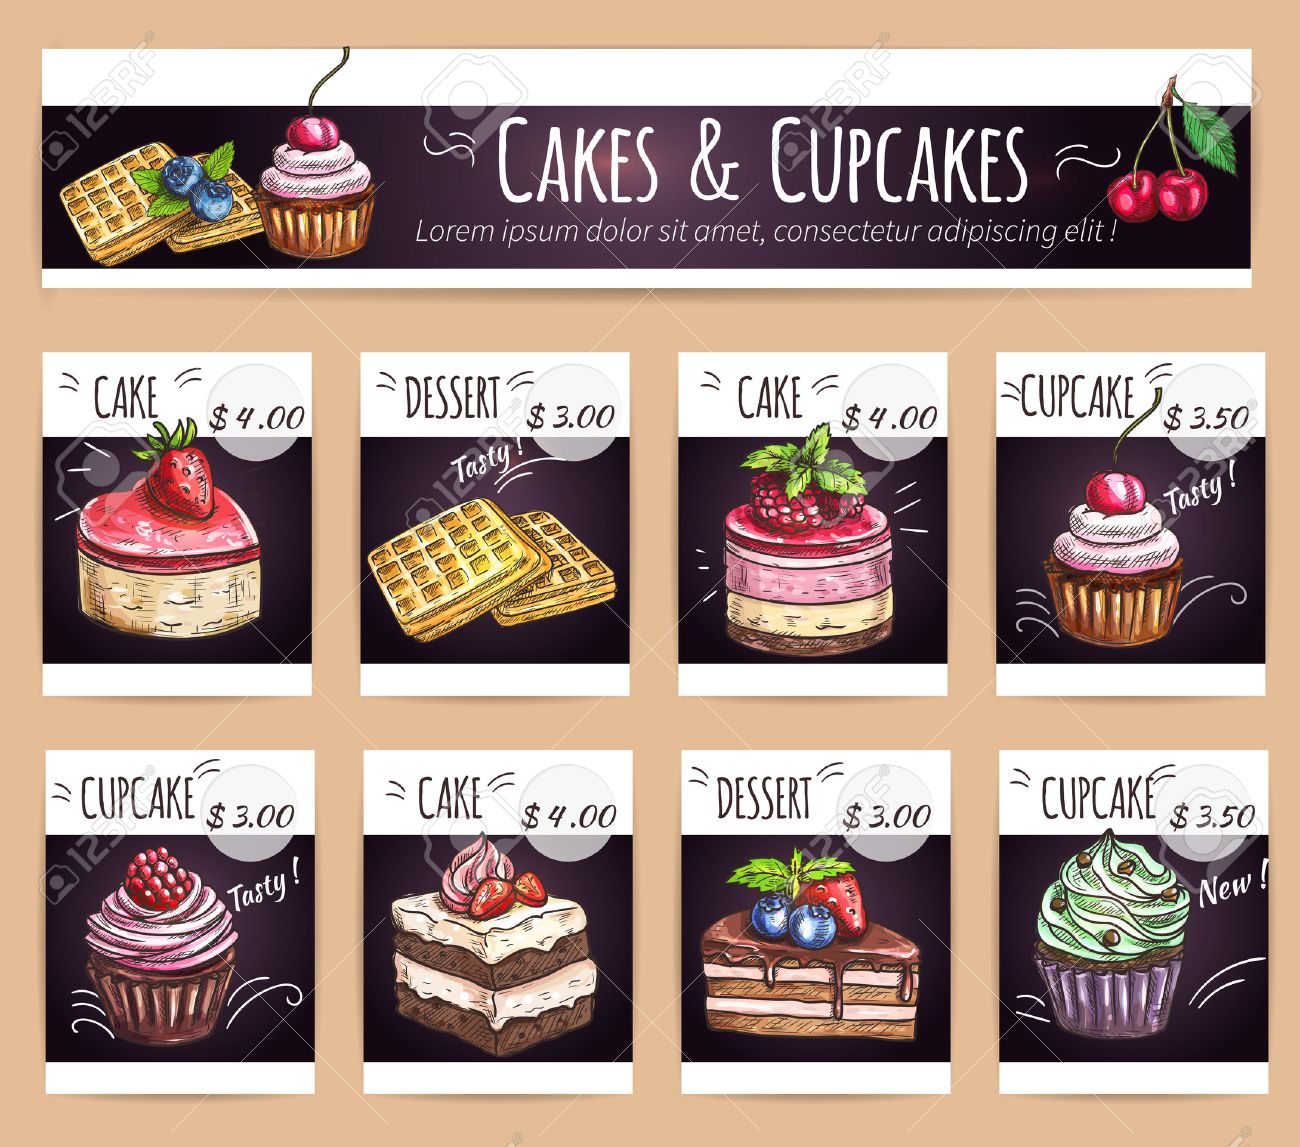 CAKES & CUPCAKES
Lorem ipsum dolor sit amet, consectetur adipiscing elit !
CAKE
$ 4.00
DESSERT
$ 3.00
Tasty !
CAKE
$ 4.00
CUPCAKE
$ 3.50
Tasty !
CUPCAKE
$ 3.00
Tasty !
CAKE
$ 4.00
DESSERT
$ 3.00
CUPCAKE
$ 3.50
New !
123RF